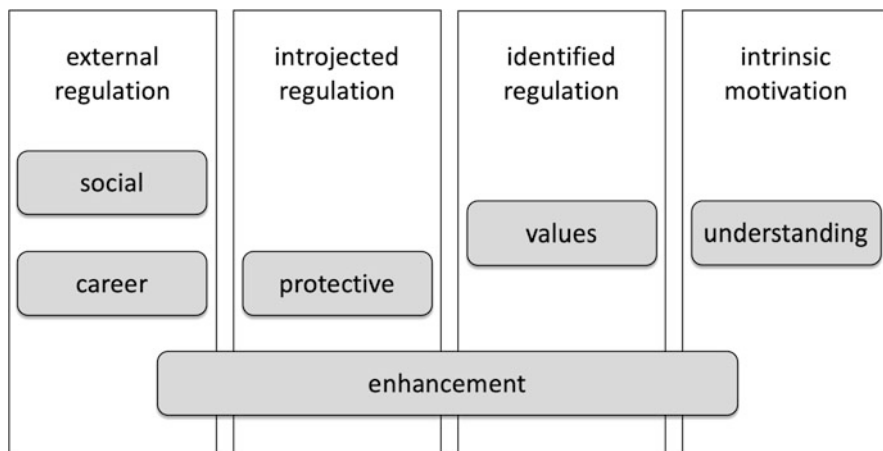 external
regulation
introjected
regulation
identified
regulation
intrinsic
motivation
social
values
understanding
career
protective
enhancement